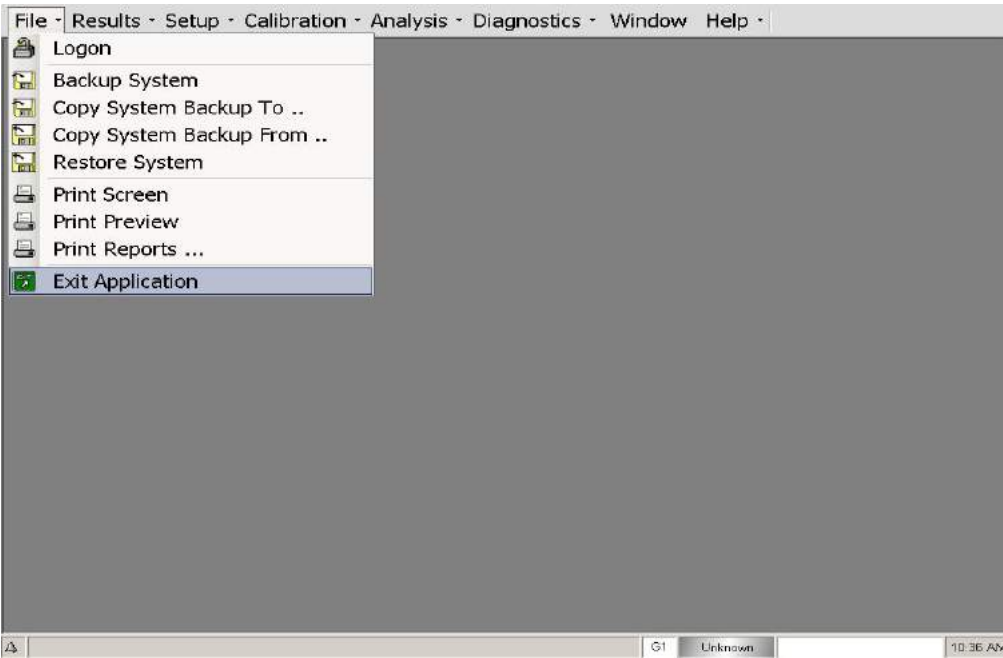 File Results Setup Calibration Analysis Diagnostics Window Help
Logon
Backup System
Copy System Backup To ..
Copy System Backup From ..
Restore System
Print Screen
Print Preview
Print Reports ...
Exit Application
G1 Unknown 10:36 AM